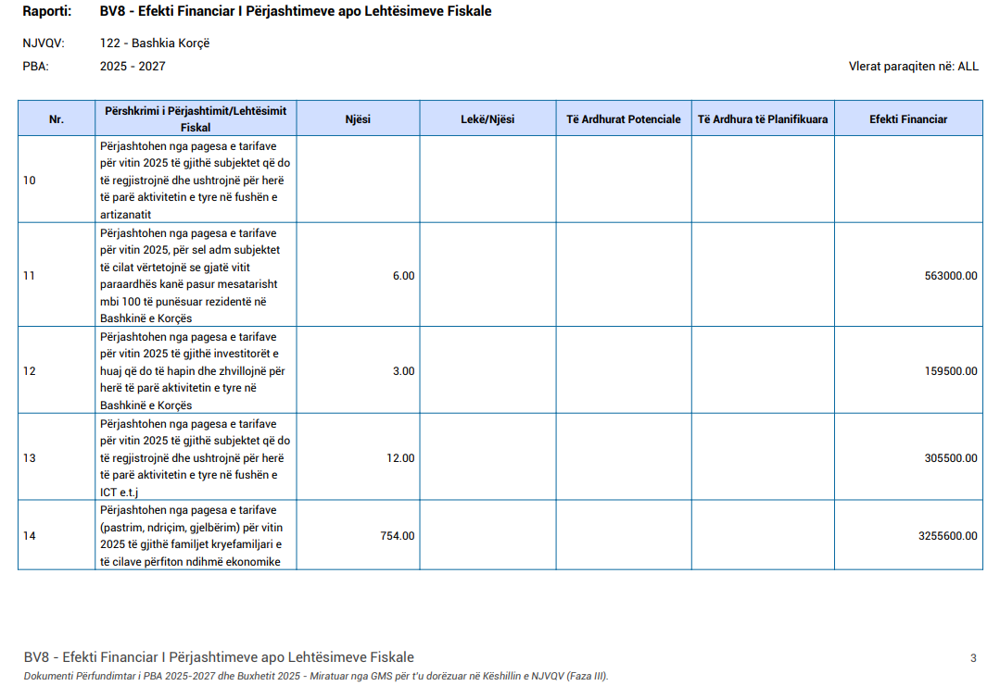 Raporti: BV8 - Efekti Financiar I Përjashtimeve apo Lehtësimeve Fiskale
NJVQV: 122 - Bashkia Korçë
PBA: 2025 - 2027 Vlerat paraqiten në: ALL
Nr. Përshkrimi i Përjashtimit/Lehtësimit Fiskal Njësi Lekë/Njësi Të Ardhurat Potenciale Të Ardhura të Planifikuara Efekti Financiar
10 Përjashtohen nga pagesa e tarifave
për vitin 2025 të gjithë subjektet që do
të regjistrojnë dhe ushtrojnë për herë
të parë aktivitetin e tyre në fushën e
artizanatit
11 Përjashtohen nga pagesa e tarifave
për vitin 2025, për sel adm subjektet
të cilat vërtetojnë se gjatë vitit
paraardhës kanë pasur mesatarisht
mbi 100 të punësuar rezidentë në
Bashkinë e Korçës
6.00 563000.00
12 Përjashtohen nga pagesa e tarifave
për vitin 2025 të gjithë investitorët e
huaj që do të hapin dhe zhvillojnë për
herë të parë aktivitetin e tyre në
Bashkinë e Korçës
3.00 159500.00
13 Përjashtohen nga pagesa e tarifave
për vitin 2025 të gjithë subjektet që do
të regjistrojnë dhe ushtrojnë për herë
të parë aktivitetin e tyre në fushën e
ICT e.t.j
12.00 305500.00
14 Përjashtohen nga pagesa e tarifave
(pastrim, ndriçim, gjelbërim) për vitin
2025 të gjithë familjet kryefamiljari e
të cilave përfiton ndihmë ekonomike
754.00 3255600.00
BV8 - Efekti Financiar I Përjashtimeve apo Lehtësimeve Fiskale 3
Dokumenti Përfundimtar i PBA 2025-2027 dhe Buxhetit 2025 - Miratuar nga GMS për t'u dorëzuar në Këshillin e NJVQV (Faza III).